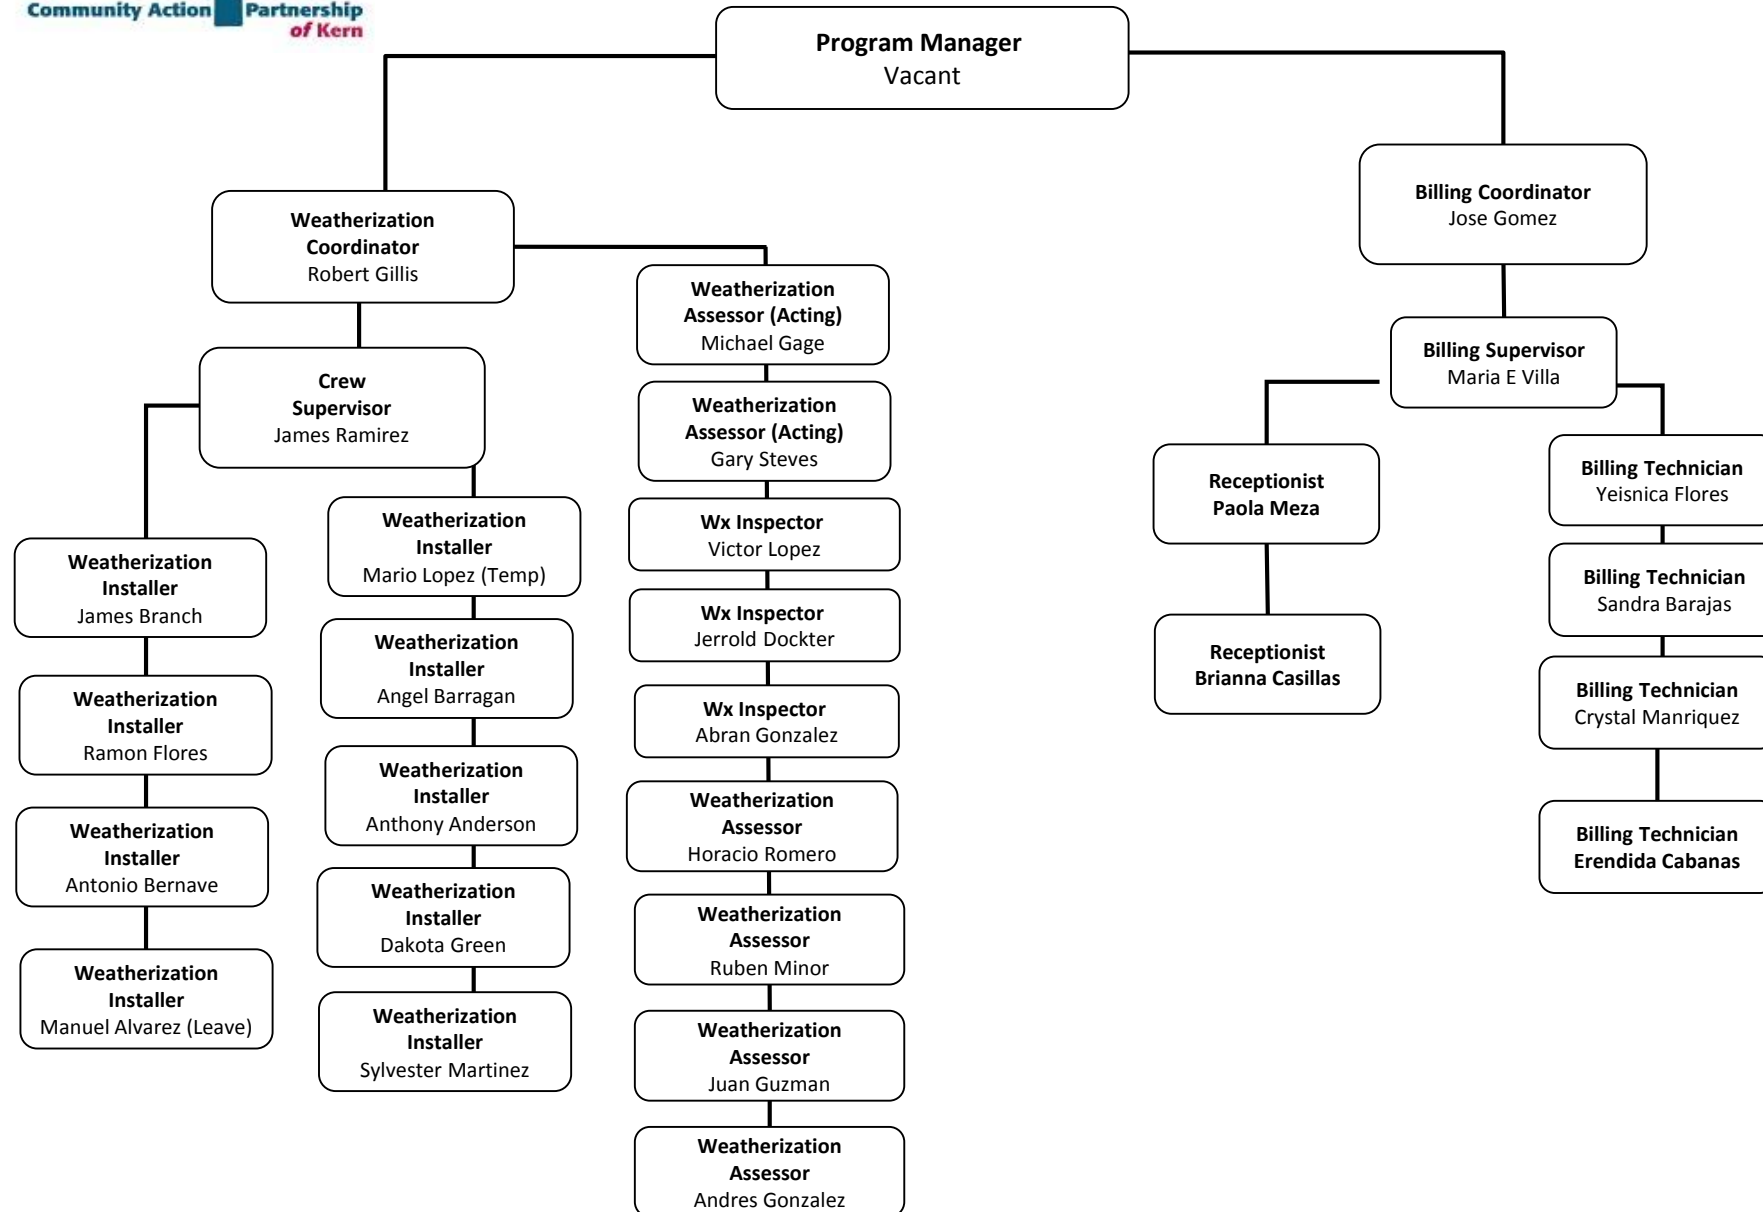 Community Action Partnership
of Kern
Program Manager
Vacant
Weatherization
Coordinator
Robert Gillis
Billing Coordinator
Jose Gomez
Crew
Supervisor
James Ramirez
Weatherization
Installer
James Branch
Weatherization
Installer
Ramon Flores
Weatherization
Installer
Antonio Bernave
Weatherization
Installer
Manuel Alvarez (Leave)
Weatherization
Installer
Mario Lopez (Temp)
Weatherization
Installer
Angel Barragan
Weatherization
Installer
Anthony Anderson
Weatherization
Installer
Dakota Green
Weatherization
Installer
Sylvester Martinez
Weatherization
Assessor (Acting)
Michael Gage
Weatherization
Assessor (Acting)
Gary Steves
Wx Inspector
Victor Lopez
Wx Inspector
Jerrold Dockter
Wx Inspector
Abran Gonzalez
Weatherization
Assessor
Horacio Romero
Weatherization
Assessor
Ruben Minor
Weatherization
Assessor
Juan Guzman
Weatherization
Assessor
Andres Gonzalez
Billing Supervisor
Maria E Villa
Receptionist
Paola Meza
Receptionist
Brianna Casillas
Billing Technician
Yeisnica Flores
Billing Technician
Sandra Barajas
Billing Technician
Crystal Manriquez
Billing Technician
Erendida Cabanas